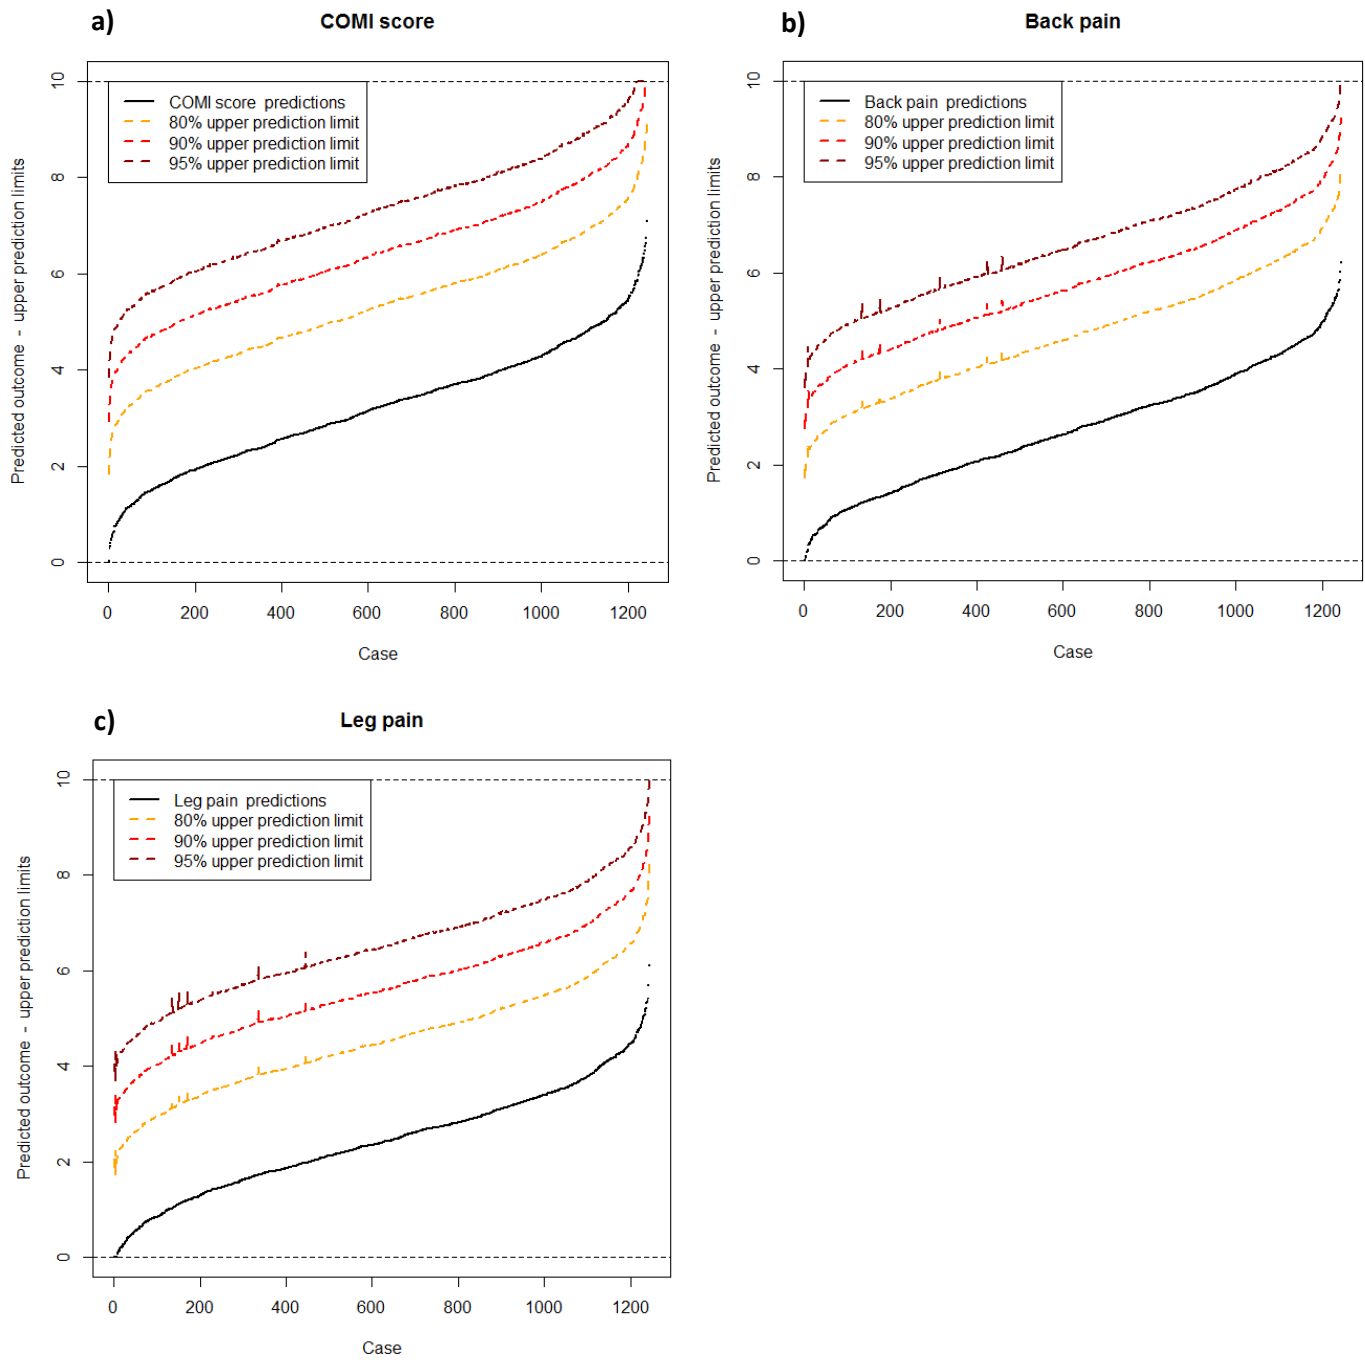 a) COMI score
COMI score predictions
80% upper prediction limit
90% upper prediction limit
95% upper prediction limit
Predicted outcome - upper prediction limits
0 2 4 6 8 10
0 200 400 600 800 1000 1200
Case
b) Back pain
Back pain predictions
80% upper prediction limit
90% upper prediction limit
95% upper prediction limit
Predicted outcome - upper prediction limits
0 2 4 6 8 10
0 200 400 600 800 1000 1200
Case
c) Leg pain
Leg pain predictions
80% upper prediction limit
90% upper prediction limit
95% upper prediction limit
Predicted outcome - upper prediction limits
0 2 4 6 8 10
0 200 400 600 800 1000 1200
Case